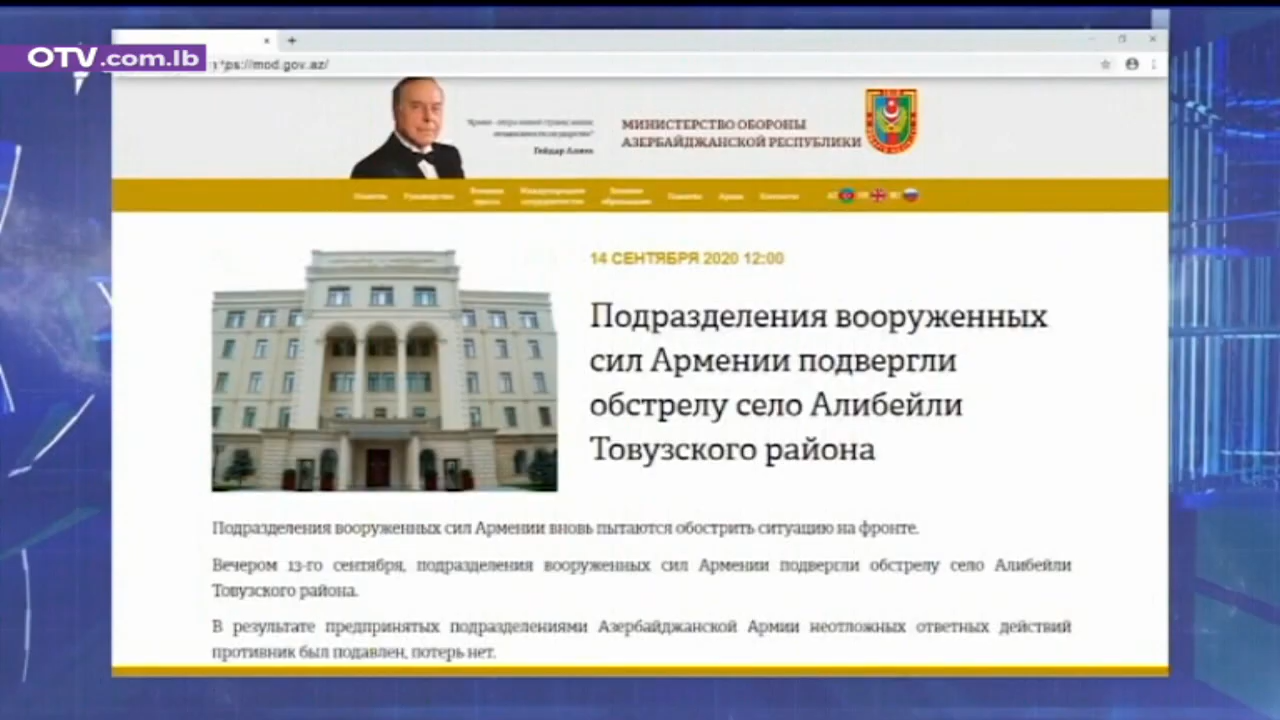 OTV.com.lb
ps://mod.gov.az/
Гейдар Алиев
МИНИСТЕРСТВО ОБОРОНЫ
АЗЕРБАЙДЖАНСКОЙ РЕСПУБЛИКИ
14 СЕНТЯБРЯ 2020 12:00
Подразделения вооруженных
сил Армении подвергли
обстрелу село Алибейли
Товузского района
Подразделения вооруженных сил Армении вновь пытаются обострить ситуацию на фронте.
Вечером 13-го сентября, подразделения вооруженных сил Армении подвергли обстрелу село Алибейли
Товузского района.
В результате предпринятых подразделениями Азербайджанской Армии неотложных ответных действий
противник был подавлен, потерь нет.